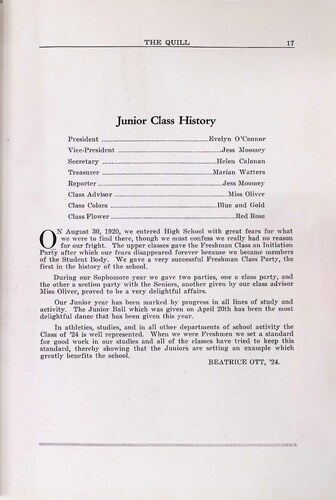 THE QUILL 17
Junior Class History
President Evelyn O'Connor
Vice-President Jess Moomey
Secretary Helen Calanan
Treasurer Marian Watters
Reporter Jess Moomey
Class Advisor Miss Oliver
Class Colors Blue and Gold
Class Flower Red Rose
ON August 30, 1920, we entered High School with great fears for what
we were to find there, though we must confess we really had no reason
for our fright. The upper classes gave the Freshman Class an Initiation
Party after which our fears disappeared forever because we became members
of the Student Body. We gave a very successful Freshman Class Party, the
first in the history of the school.
During our Sophomore year we gave two parties, one a class party, and
the other a section party with the Seniors, another given by our class advisor
Miss Oliver, proved to be a very delightful affairs.
Our Junior year has been marked by progress in all lines of study and
activity. The Junior Ball which was given on April 20th has been the most
delightful dance that has been given this year.
In athletics, studies, and in all other departments of school activity the
Class of '24 is well represented. When we were Freshmen we set a standard
for good work in our studies and all of the classes have tried to keep this
standard, thereby showing that the Juniors are setting an example which
greatly benefits the school.
BEATRICE OTT, '24.